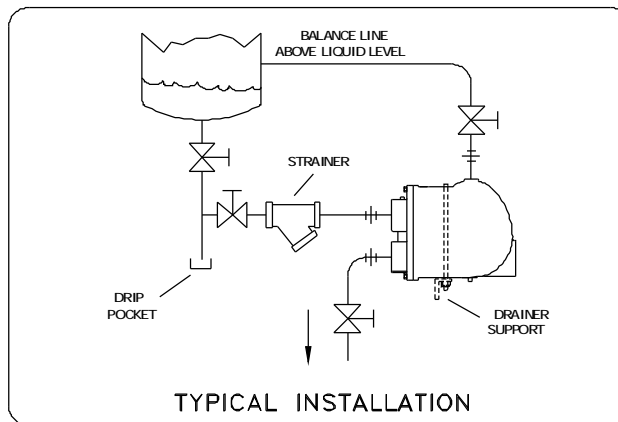 BALANCE LINE
ABOVE LIQUID LEVEL
STRAINER
DRIP
POCKET
DRAINER
SUPPORT
TYPICAL INSTALLATION